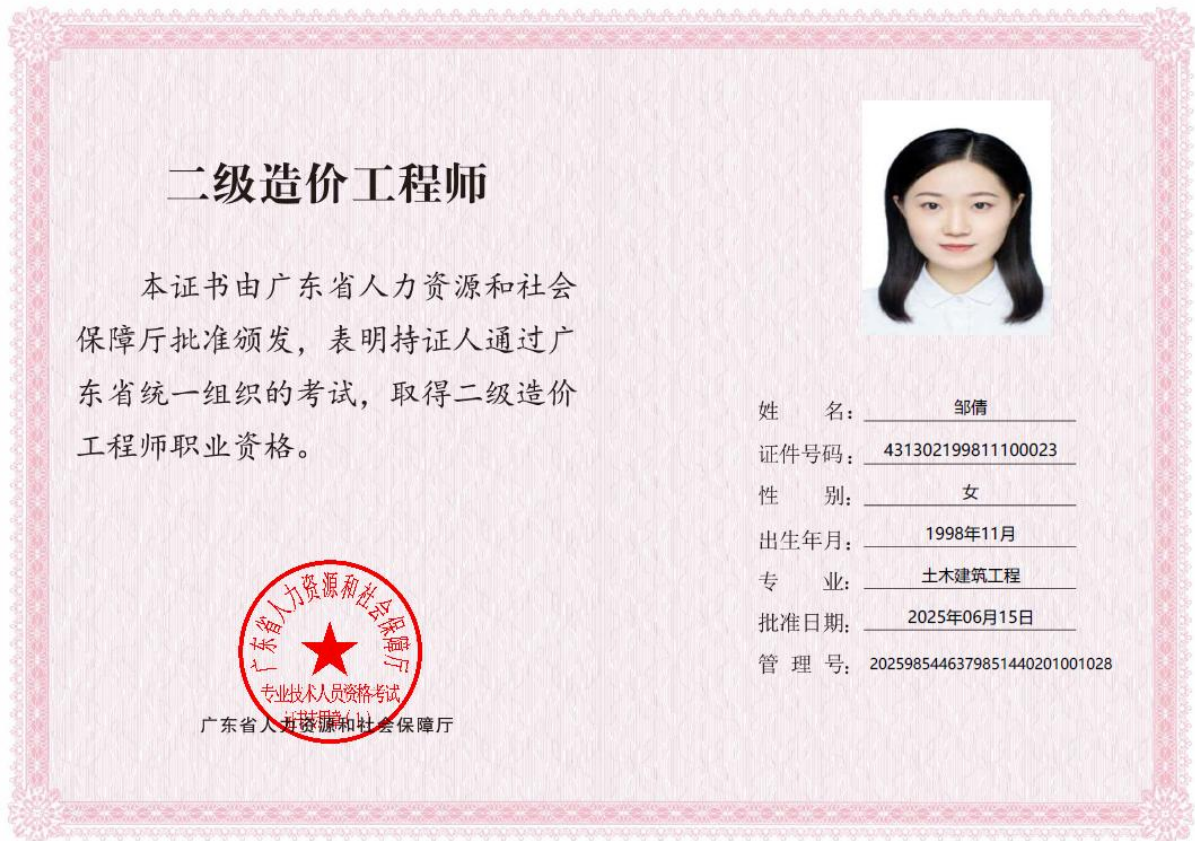 二级造价工程师
本证书由广东省人力资源和社会
保障厅批准颁发，表明持证人通过广
东省统一组织的考试，取得二级造价
工程师职业资格。
广东省人力资源和社会保障厅
专业技术人员资格考试
证书专用章(1)
广东省人力资源和社会保障厅
姓 名：邹倩
证件号码：431302199811100023
性 别：女
出生年月：1998年11月
专 业：土木建筑工程
批准日期：2025年06月15日
管 理 号：2025985446379851440201001028